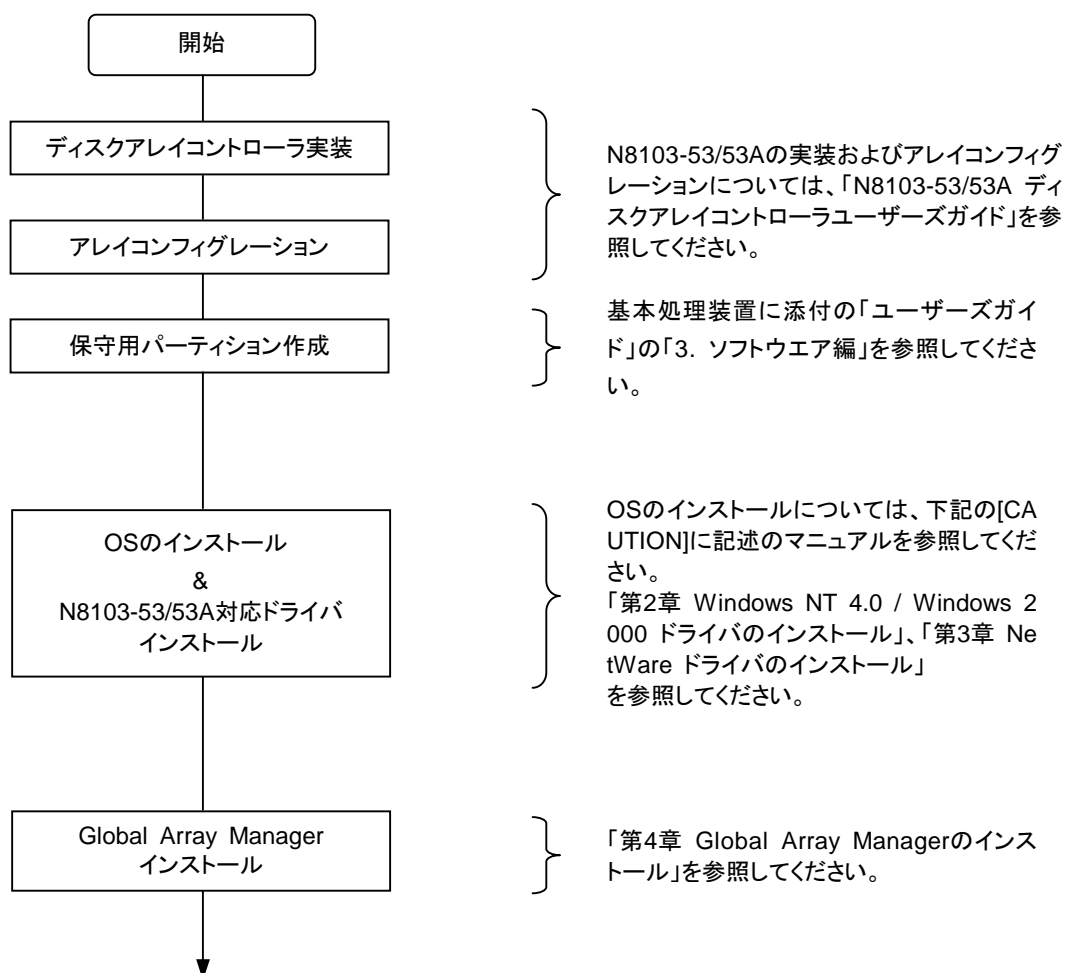 開始
ディスクアレイコントローラ実装
アレイコンフィグレーション
N8103-53/53Aの実装およびアレイコンフィグ
レーションについては、「N8103-53/53A ディ
スクアレイコントローラユーザーズガイド」を参
照してください。
保守用パーティション作成
基本処理装置に添付の「ユーザーズガイ
ド」の「3. ソフトウエア編」を参照してくださ
い。
OSのインストール
&
N8103-53/53A対応ドライバ
インストール
OSのインストールについては、下記の[CA
UTION]に記述のマニュアルを参照してくだ
さい。
「第2章 Windows NT 4.0 / Windows 2
000 ドライバのインストール」、「第3章 Ne
tWare ドライバのインストール」
を参照してください。
Global Array Manager
インストール
「第4章 Global Array Managerのインス
トール」を参照してください。